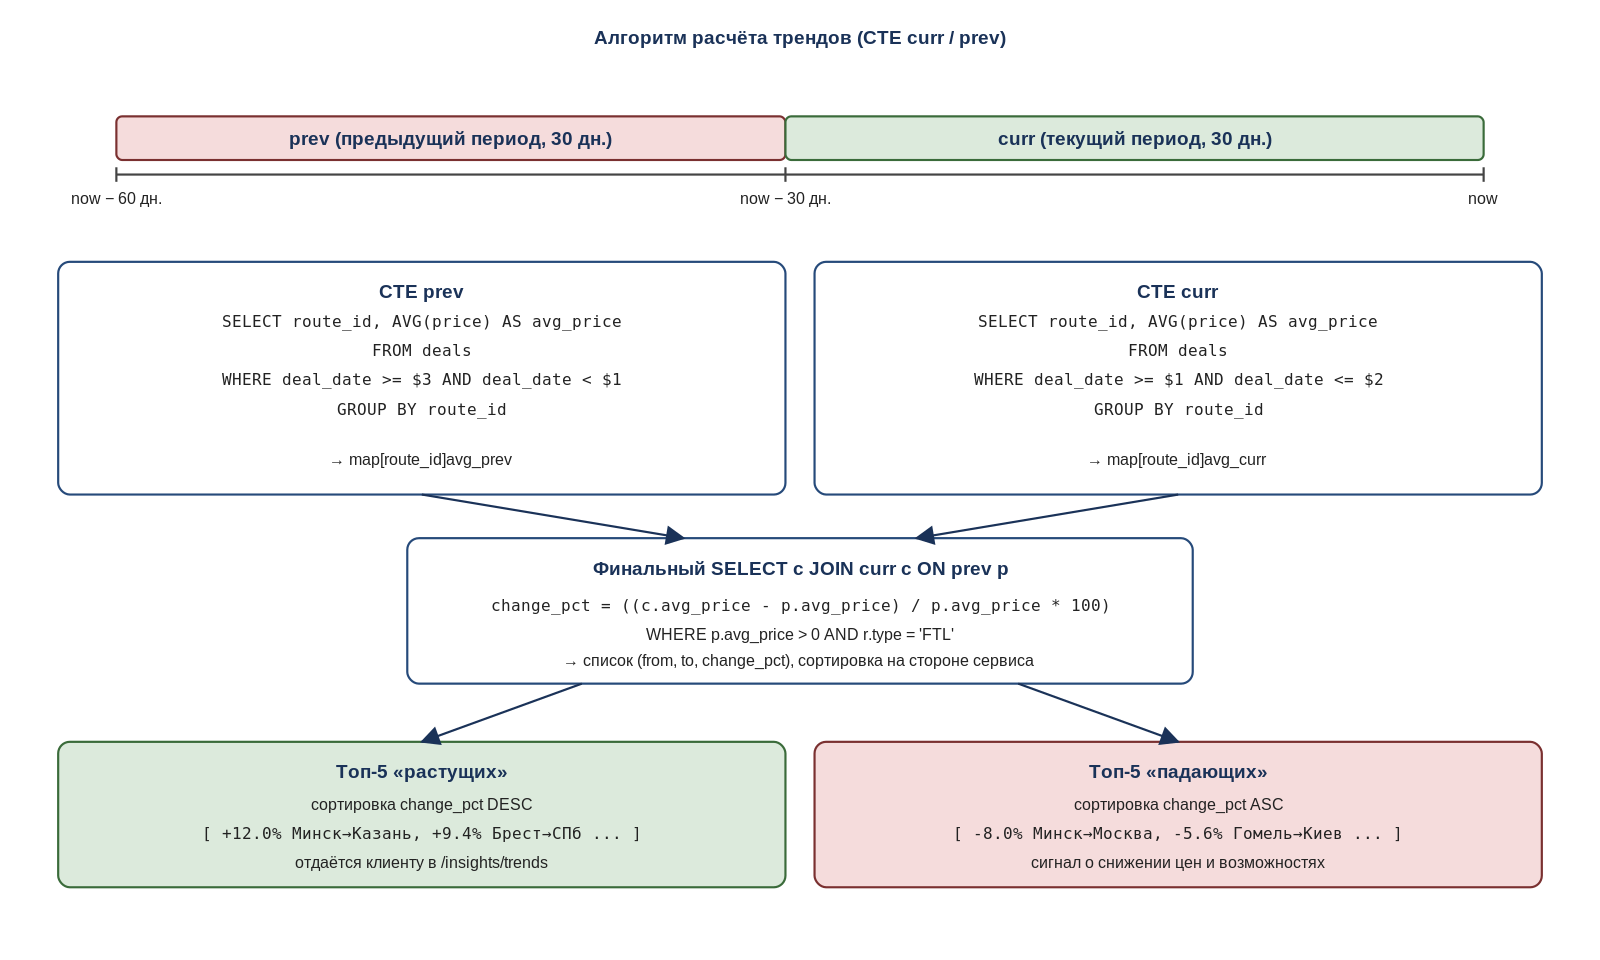 Алгоритм расчёта трендов (CTE curr / prev)
prev (предыдущий период, 30 дн.)
curr (текущий период, 30 дн.)
now − 60 дн.
now − 30 дн.
now
CTE prev
SELECT route_id, AVG(price) AS avg_price
FROM deals
WHERE deal_date >= $3 AND deal_date < $1
GROUP BY route_id
→ map[route_id]avg_prev
CTE curr
SELECT route_id, AVG(price) AS avg_price
FROM deals
WHERE deal_date >= $1 AND deal_date <= $2
GROUP BY route_id
→ map[route_id]avg_curr
Финальный SELECT с JOIN curr c ON prev p
change_pct = ((c.avg_price - p.avg_price) / p.avg_price * 100)
WHERE p.avg_price > 0 AND r.type = 'FTL'
→ список (from, to, change_pct), сортировка на стороне сервиса
Топ-5 «растущих»
сортировка change_pct DESC
[ +12.0% Минск→Казань, +9.4% Брест→СПб ... ]
отдаётся клиенту в /insights/trends
Топ-5 «падающих»
сортировка change_pct ASC
[ -8.0% Минск→Москва, -5.6% Гомель→Киев ... ]
сигнал о снижении цен и возможностях